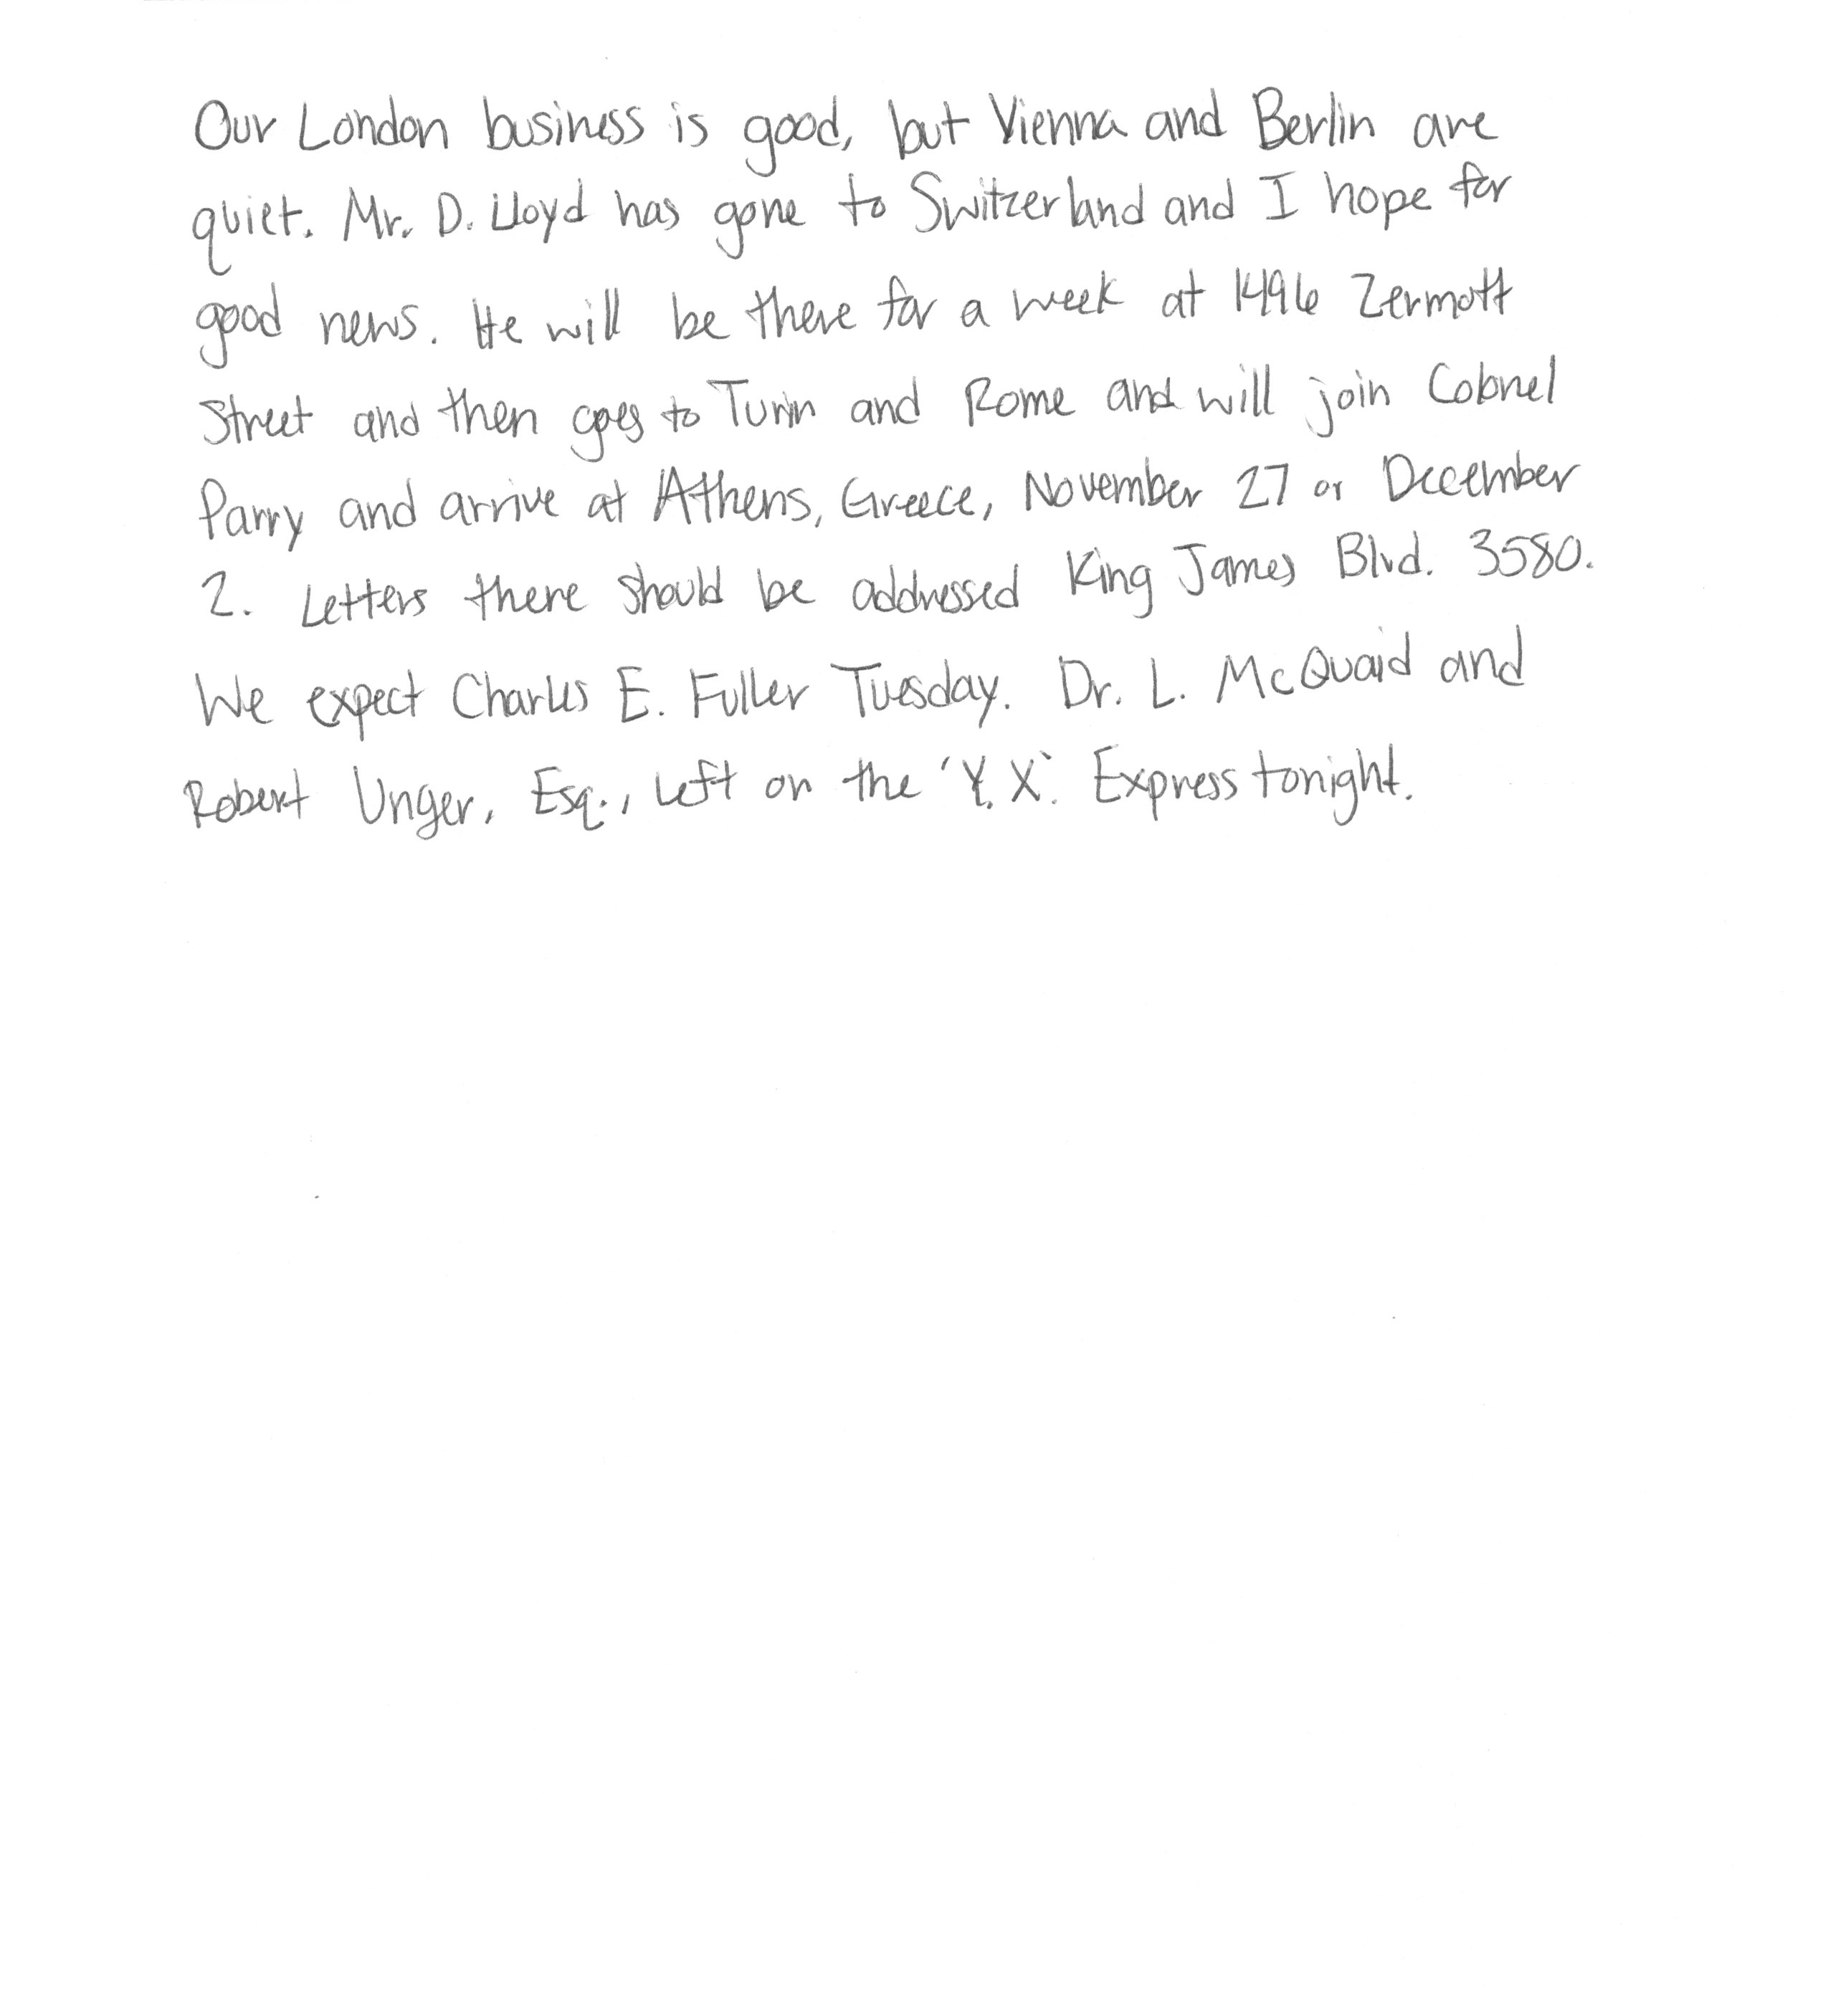 Our London business is good, but Vienna and Berlin are
quiet. Mr. D. Lloyd has gone to Switzerland and I hope for
good news. He will be there for a week at 1496 Zermott
Street and then goes to Turin and Rome and will join Colonel
Parry and arrive at Athens, Greece, November 27 or December
2. Letters there should be addressed King James Blvd. 3580.
We expect Charles E. Fuller Tuesday. Dr. L. McQuaid and
Robert Unger, Esq., left on the 'Y.X.' Express tonight.